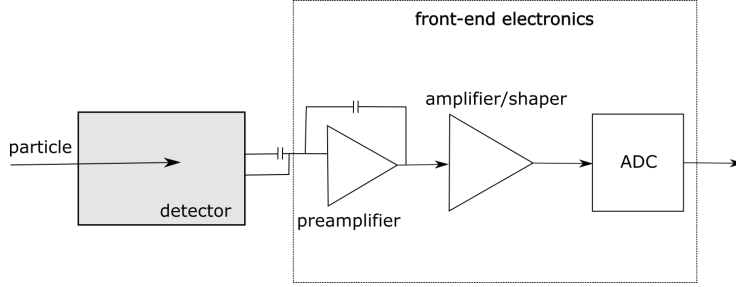 front-end electronics
amplifier/shaper
particle
ADC
detector
preamplifier